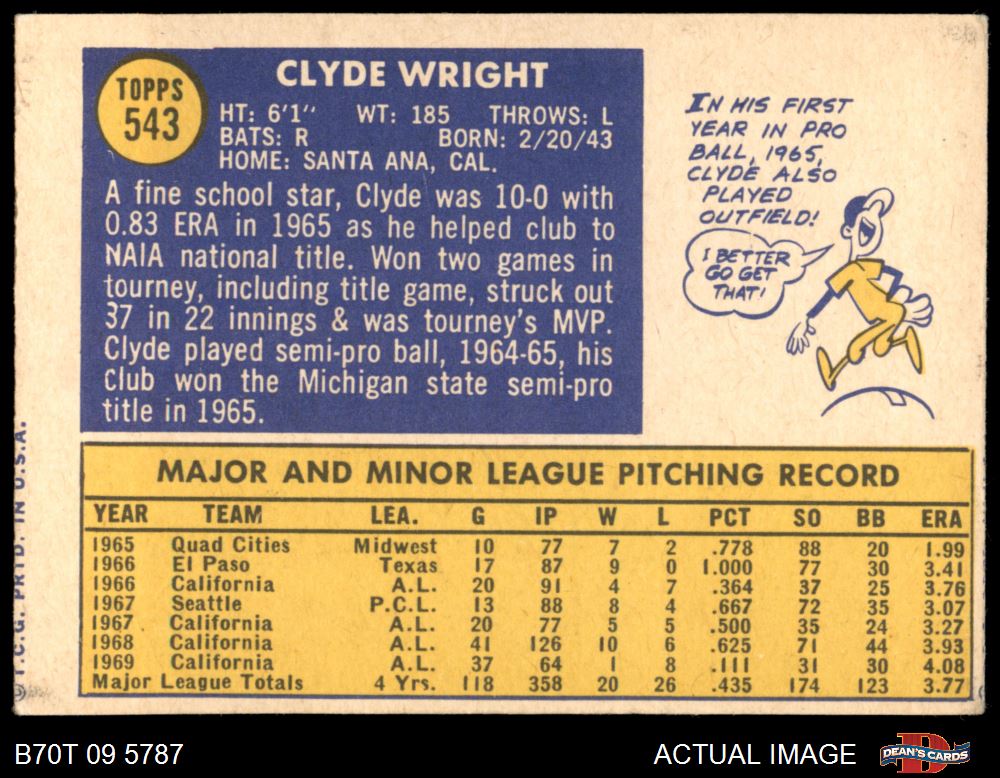 TOPPS
543
CLYDE WRIGHT
HT: 6'1" WT: 185 THROWS: L
BATS: R BORN: 2/20/43
HOME: SANTA ANA, CAL.
A fine school star, Clyde was 10-0 with
0.83 ERA in 1965 as he helped club to
NAIA national title. Won two games in
tourney, including title game, struck out
37 in 22 innings & was tourney's MVP.
Clyde played semi-pro ball, 1964-65, his
Club won the Michigan state semi-pro
title in 1965.
IN HIS FIRST
YEAR IN PRO
BALL, 1965,
CLYDE ALSO
PLAYED
OUTFIELD!
I BETTER
GO GET
THAT!
MAJOR AND MINOR LEAGUE PITCHING RECORD
YEAR TEAM LEA. G IP W L PCT SO BB ERA
1965 Quad Cities Midwest 10 77 7 2 .778 88 20 1.99
1966 El Paso Texas 17 87 9 0 1.000 77 30 3.41
1966 California A.L. 20 91 4 7 .364 37 25 3.76
1967 Seattle P.C.L. 13 88 8 4 .667 72 35 3.07
1967 California A.L. 20 77 5 5 .500 35 24 3.27
1968 California A.L. 41 126 10 6 .625 71 44 3.93
1969 California A.L. 37 64 1 8 .111 31 30 4.08
Major League Totals 4 Yrs. 118 358 20 26 .435 174 123 3.77
T.C.G. PRTD. IN U.S.A.
B70T 09 5787
ACTUAL IMAGE
DEAN'S CARDS